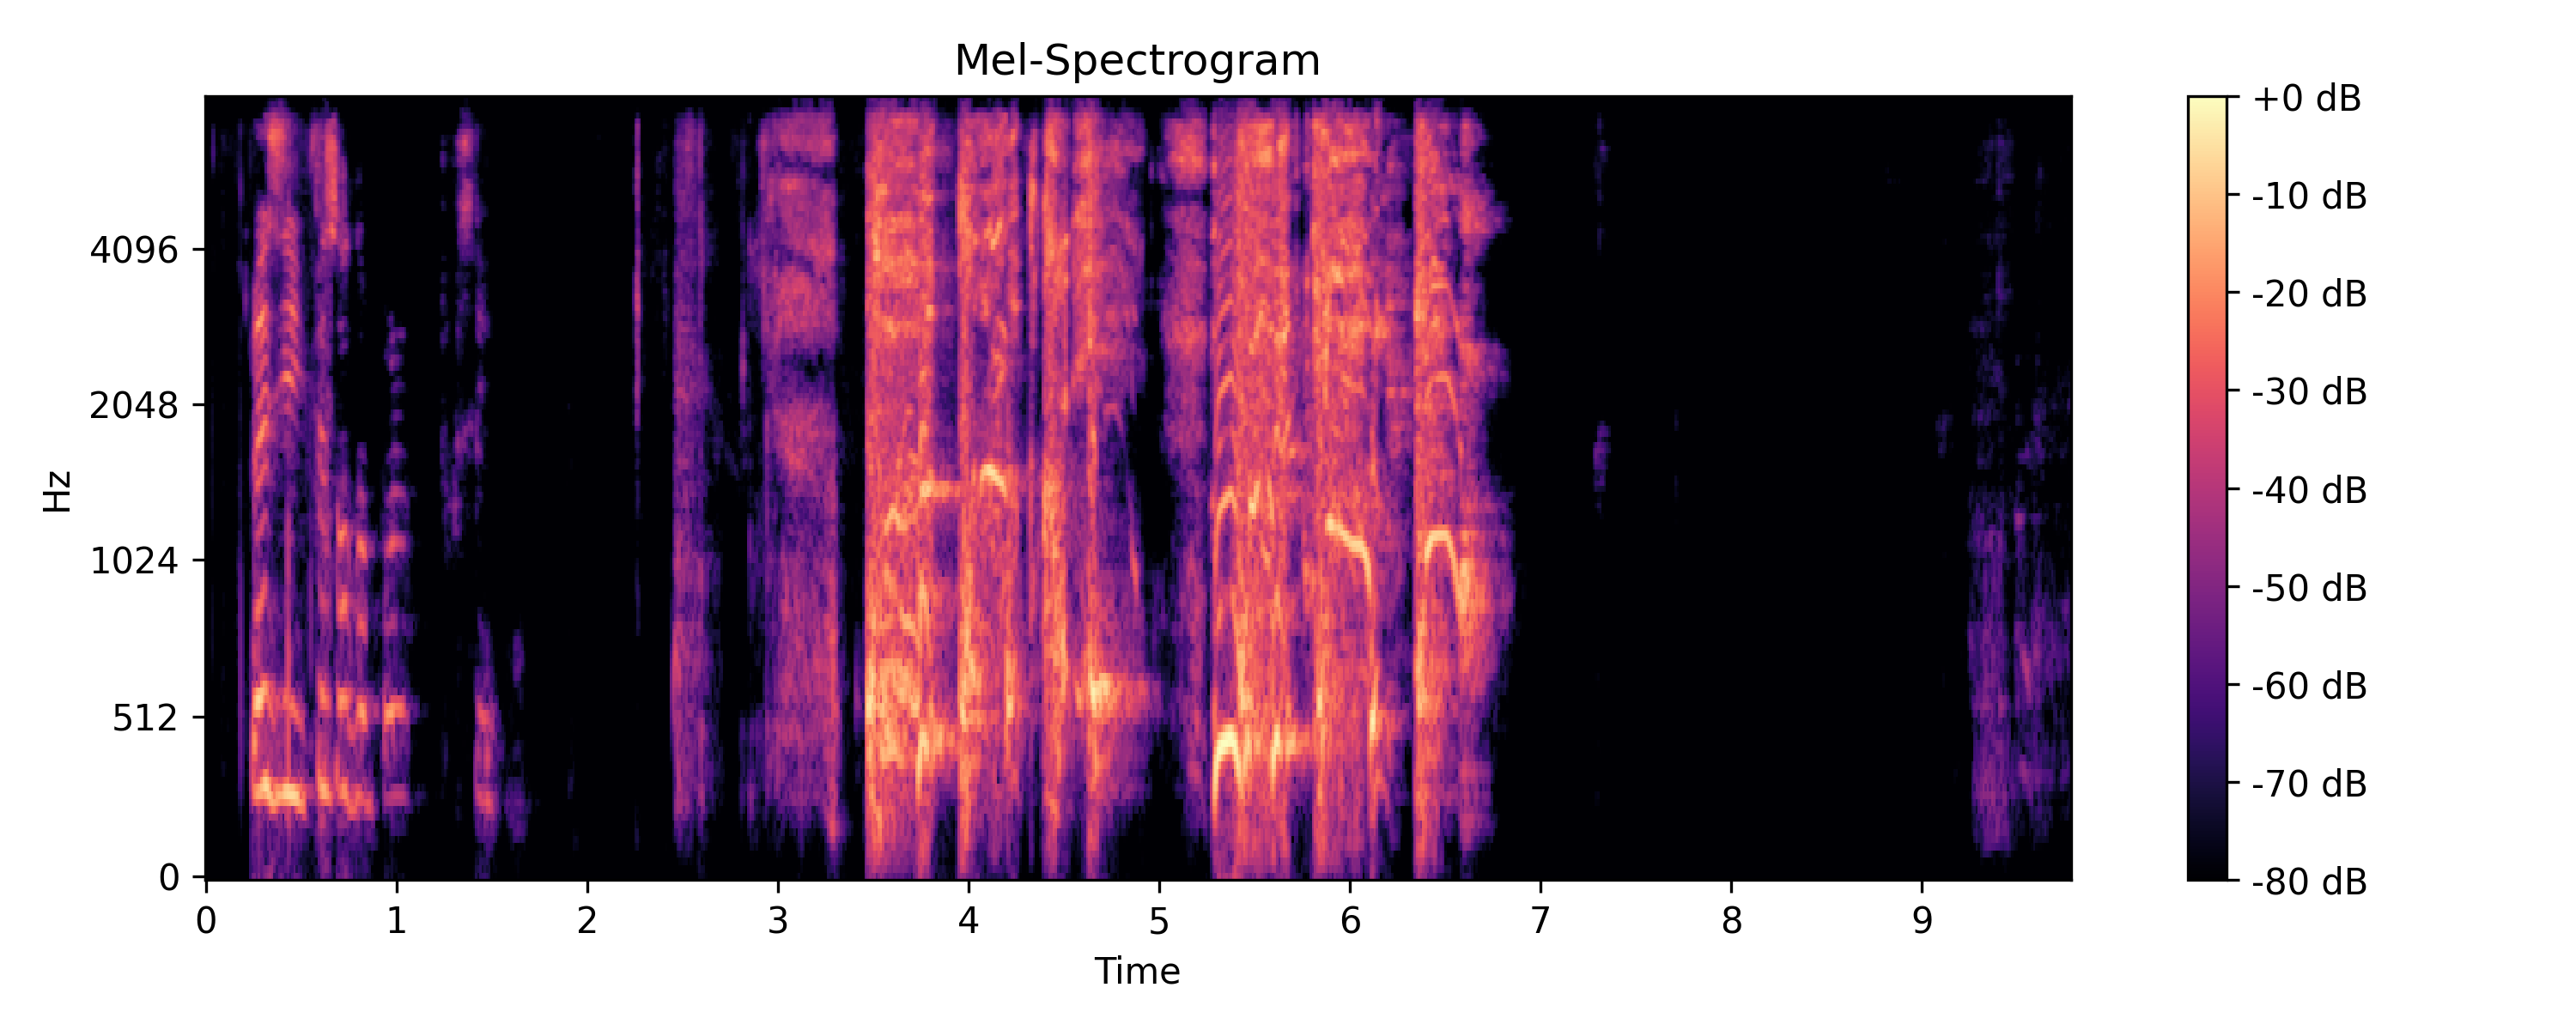 Mel-Spectrogram
+0 dB
-10 dB
-20 dB
-30 dB
-40 dB
-50 dB
-60 dB
-70 dB
-80 dB
Hz
4096
2048
1024
512
0
0 1 2 3 4 5 6 7 8 9
Time